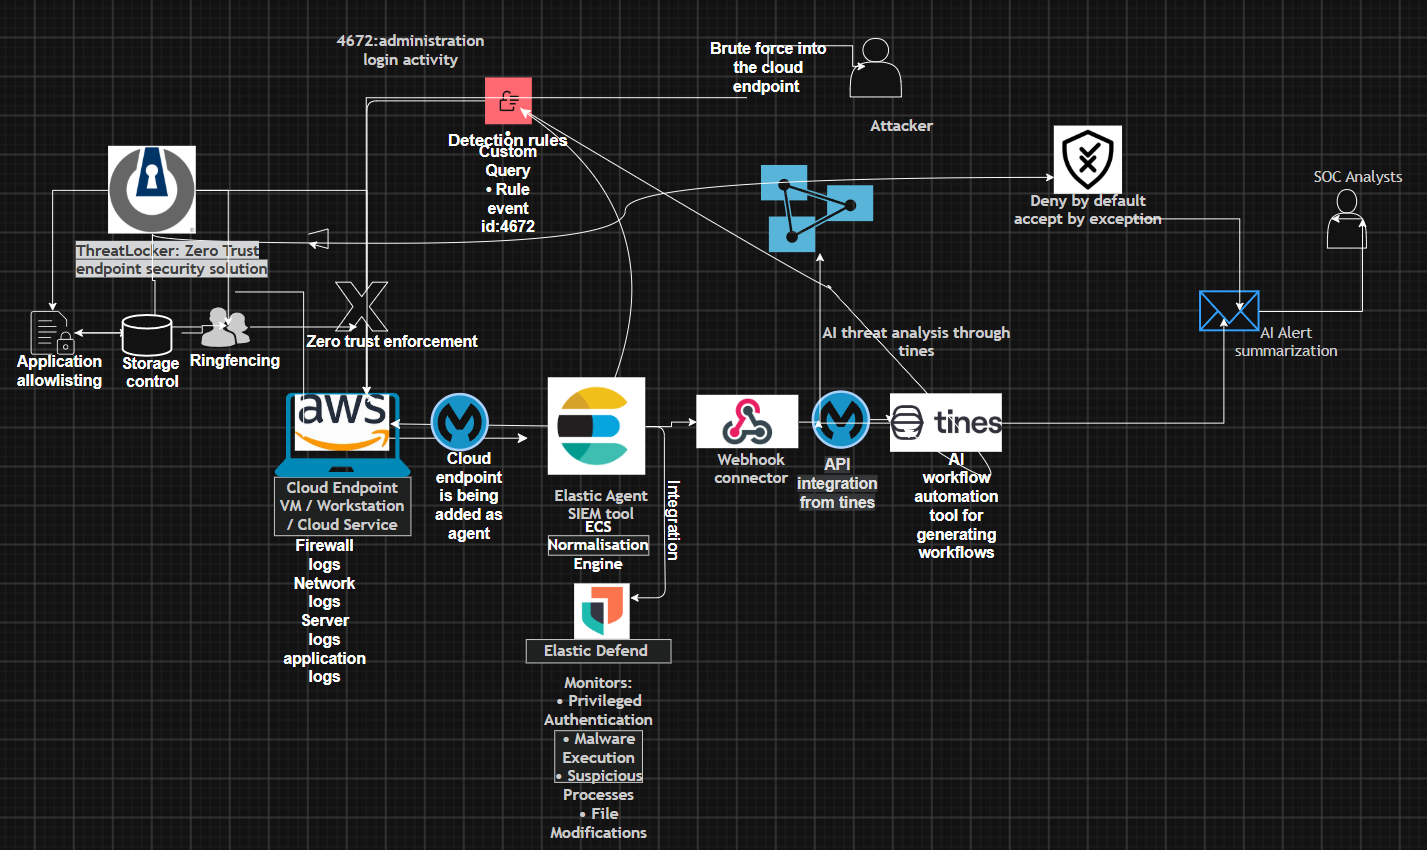 4672:administration
login activity
Brute force into
the cloud
endpoint
Attacker
Detection rules
•
Custom
Query
• Rule
event
id:4672
ThreatLocker: Zero Trust
endpoint security solution
Deny by default
accept by exception
SOC Analysts
Application
allowlisting
Storage
control
Ringfencing
Zero trust enforcement
AI threat analysis through
tines
AI Alert
summarization
aws
Cloud Endpoint
VM / Workstation
/ Cloud Service
Firewall
logs
Network
logs
Server
logs
application
logs
Cloud
endpoint
is being
added as
agent
Elastic Agent
SIEM tool
ECS
Normalisation
Engine
Integration
Elastic Defend
Monitors:
• Privileged
Authentication
• Malware
Execution
• Suspicious
Processes
• File
Modifications
Webhook
connector
API
integration
from tines
tines
AI
workflow
automation
tool for
generating
workflows